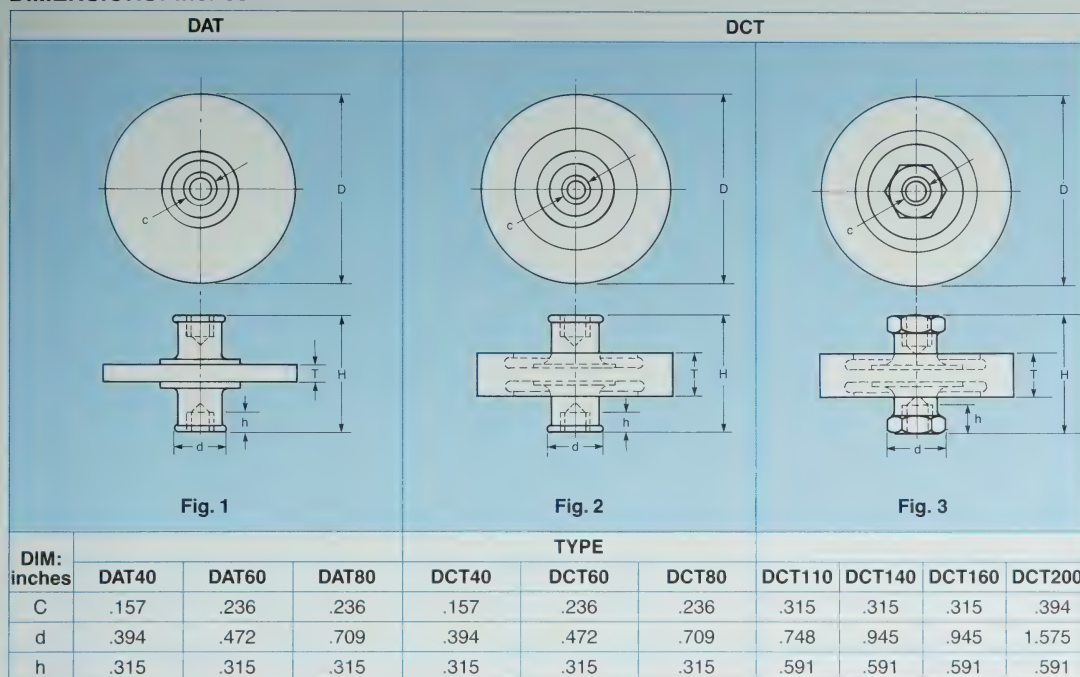 DAT DCT
D
c
D
c
D
c
T H
h
d
T H
h
d
T H
h
d
Fig. 1 Fig. 2 Fig. 3
DIM: inches TYPE
DAT40 DAT60 DAT80 DCT40 DCT60 DCT80 DCT110 DCT140 DCT160 DCT200
C .157 .236 .236 .157 .236 .236 .315 .315 .315 .394
d .394 .472 .709 .394 .472 .709 .748 .945 .945 1.575
h .315 .315 .315 .315 .315 .315 .591 .591 .591 .591